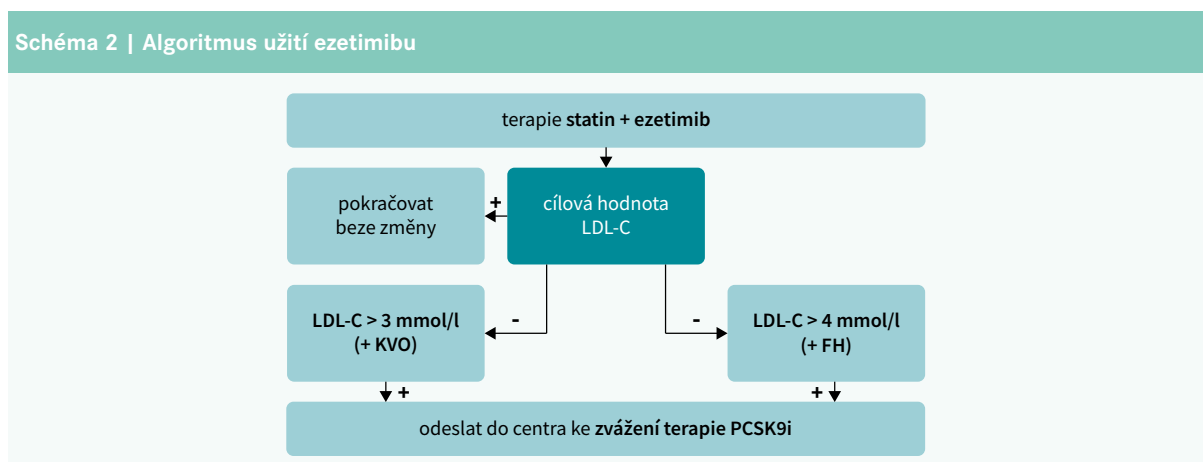 Schéma 2 | Algoritmus užití ezetimibu
terapie statin + ezetimib
pokračovat
beze změny
+
cílová hodnota
LDL-C
LDL-C > 3 mmol/l
(+ KVO)
-
-
LDL-C > 4 mmol/l
(+ FH)
+
+
odeslat do centra ke zvážení terapie PCSK9i